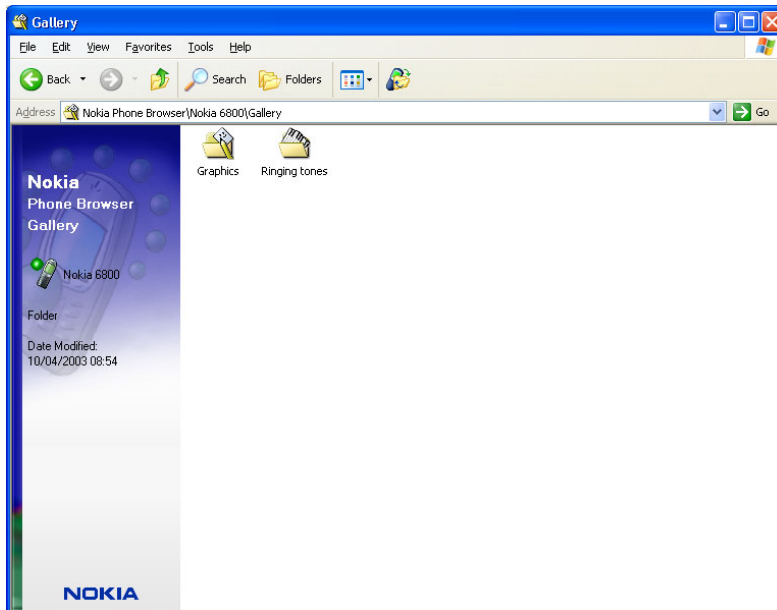 Gallery
File Edit View Favorites Tools Help
Back Search Folders
Address Nokia Phone Browser\Nokia 6800\Gallery Go
Graphics Ringing tones
Nokia
Phone Browser
Gallery
Nokia 6800
Folder
Date Modified:
10/04/2003 08:54
NOKIA